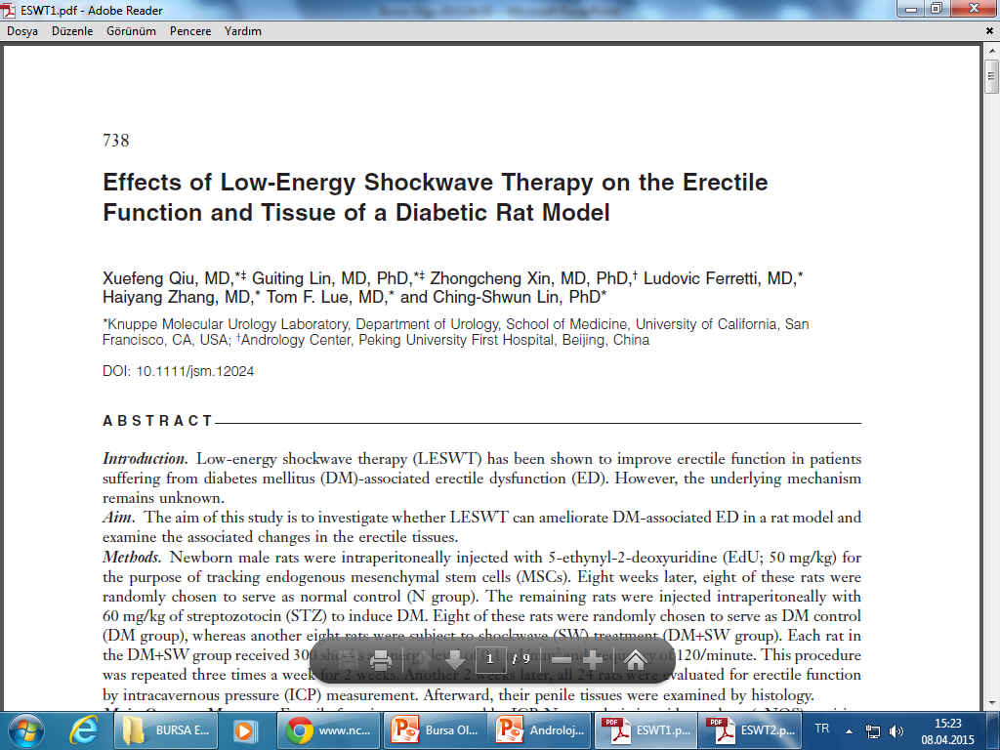 ESWT1.pdf - Adobe Reader
Dosya Düzenle Görünüm Pencere Yardım
738
Effects of Low-Energy Shockwave Therapy on the Erectile
Function and Tissue of a Diabetic Rat Model
Xuefeng Qiu, MD,*‡ Guiting Lin, MD, PhD,*‡ Zhongcheng Xin, MD, PhD,† Ludovic Ferretti, MD,*
Haiyang Zhang, MD,* Tom F. Lue, MD,* and Ching-Shwun Lin, PhD*
*Knuppe Molecular Urology Laboratory, Department of Urology, School of Medicine, University of California, San
Francisco, CA, USA; †Andrology Center, Peking University First Hospital, Beijing, China
DOI: 10.1111/jsm.12024
ABSTRACT
Introduction. Low-energy shockwave therapy (LESWT) has been shown to improve erectile function in patients
suffering from diabetes mellitus (DM)-associated erectile dysfunction (ED). However, the underlying mechanism
remains unknown.
Aim. The aim of this study is to investigate whether LESWT can ameliorate DM-associated ED in a rat model and
examine the associated changes in the erectile tissues.
Methods. Newborn male rats were intraperitoneally injected with 5-ethynyl-2-deoxyuridine (EdU; 50 mg/kg) for
the purpose of tracking endogenous mesenchymal stem cells (MSCs). Eight weeks later, eight of these rats were
randomly chosen to serve as normal control (N group). The remaining rats were injected intraperitoneally with
60 mg/kg of streptozotocin (STZ) to induce DM. Eight of these rats were randomly chosen to serve as DM control
(DM group), whereas another eight rats were subject to shockwave (SW) treatment (DM+SW group). Each rat in
the DM+SW group received 300 of 120/minute. This procedure
was repeated three times a week for 2 weeks. Another 2 weeks later, all 24 rats were evaluated for erectile function
by intracavernous pressure (ICP) measurement. Afterward, their penile tissues were examined by histology.
1 / 9
BURSA E... www.nc... Bursa Ol... Androloj... ESWT1.p... ESWT2.p... TR 15:23
08.04.2015